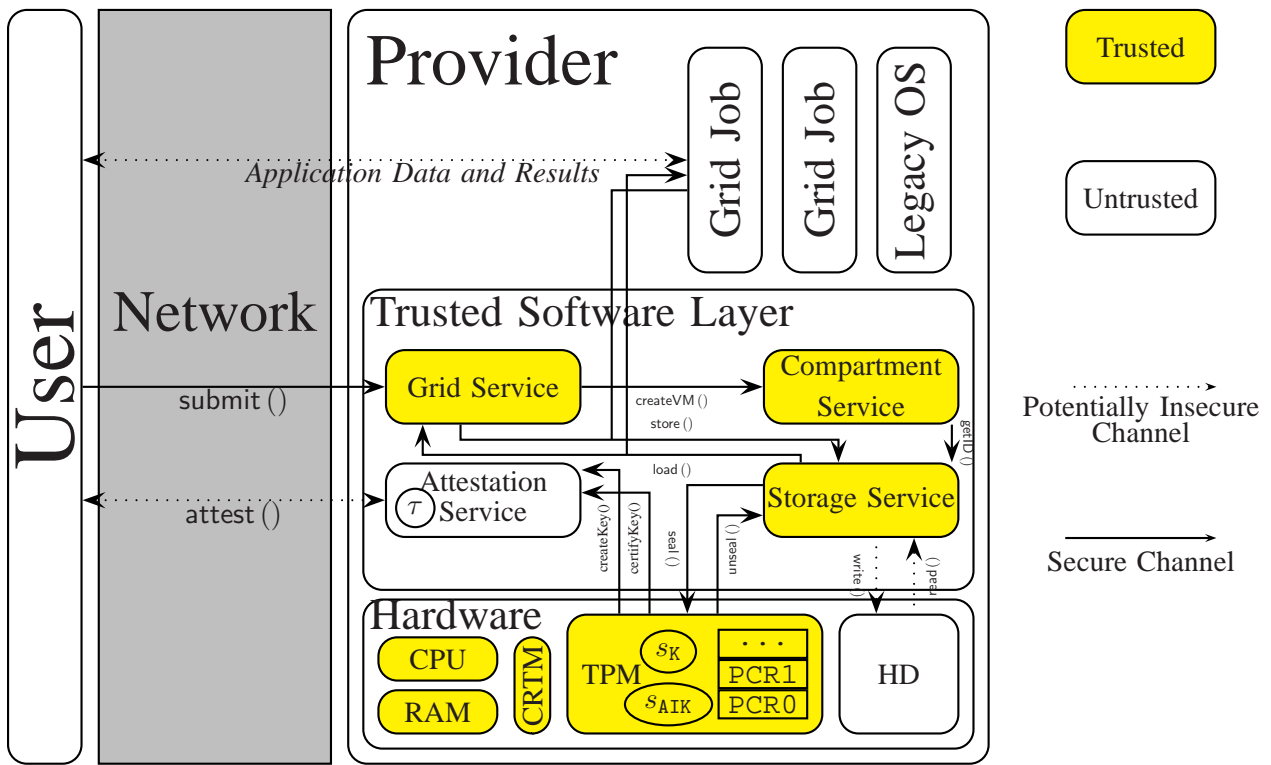 Provider
Trusted
Grid Job
Grid Job
Legacy OS
Untrusted
Application Data and Results
User
Network
Trusted Software Layer
Grid Service
Compartment
Service
submit ()
createVM ()
store ()
getID ()
Potentially Insecure
Channel
load ()
Attestation
Service
τ
Storage Service
attest ()
createKey()
certifyKey()
seal ()
unseal ()
write ()
read ()
Secure Channel
Hardware
CPU
RAM
CRTM
TPM
sK
sAIK
...
PCR1
PCR0
HD